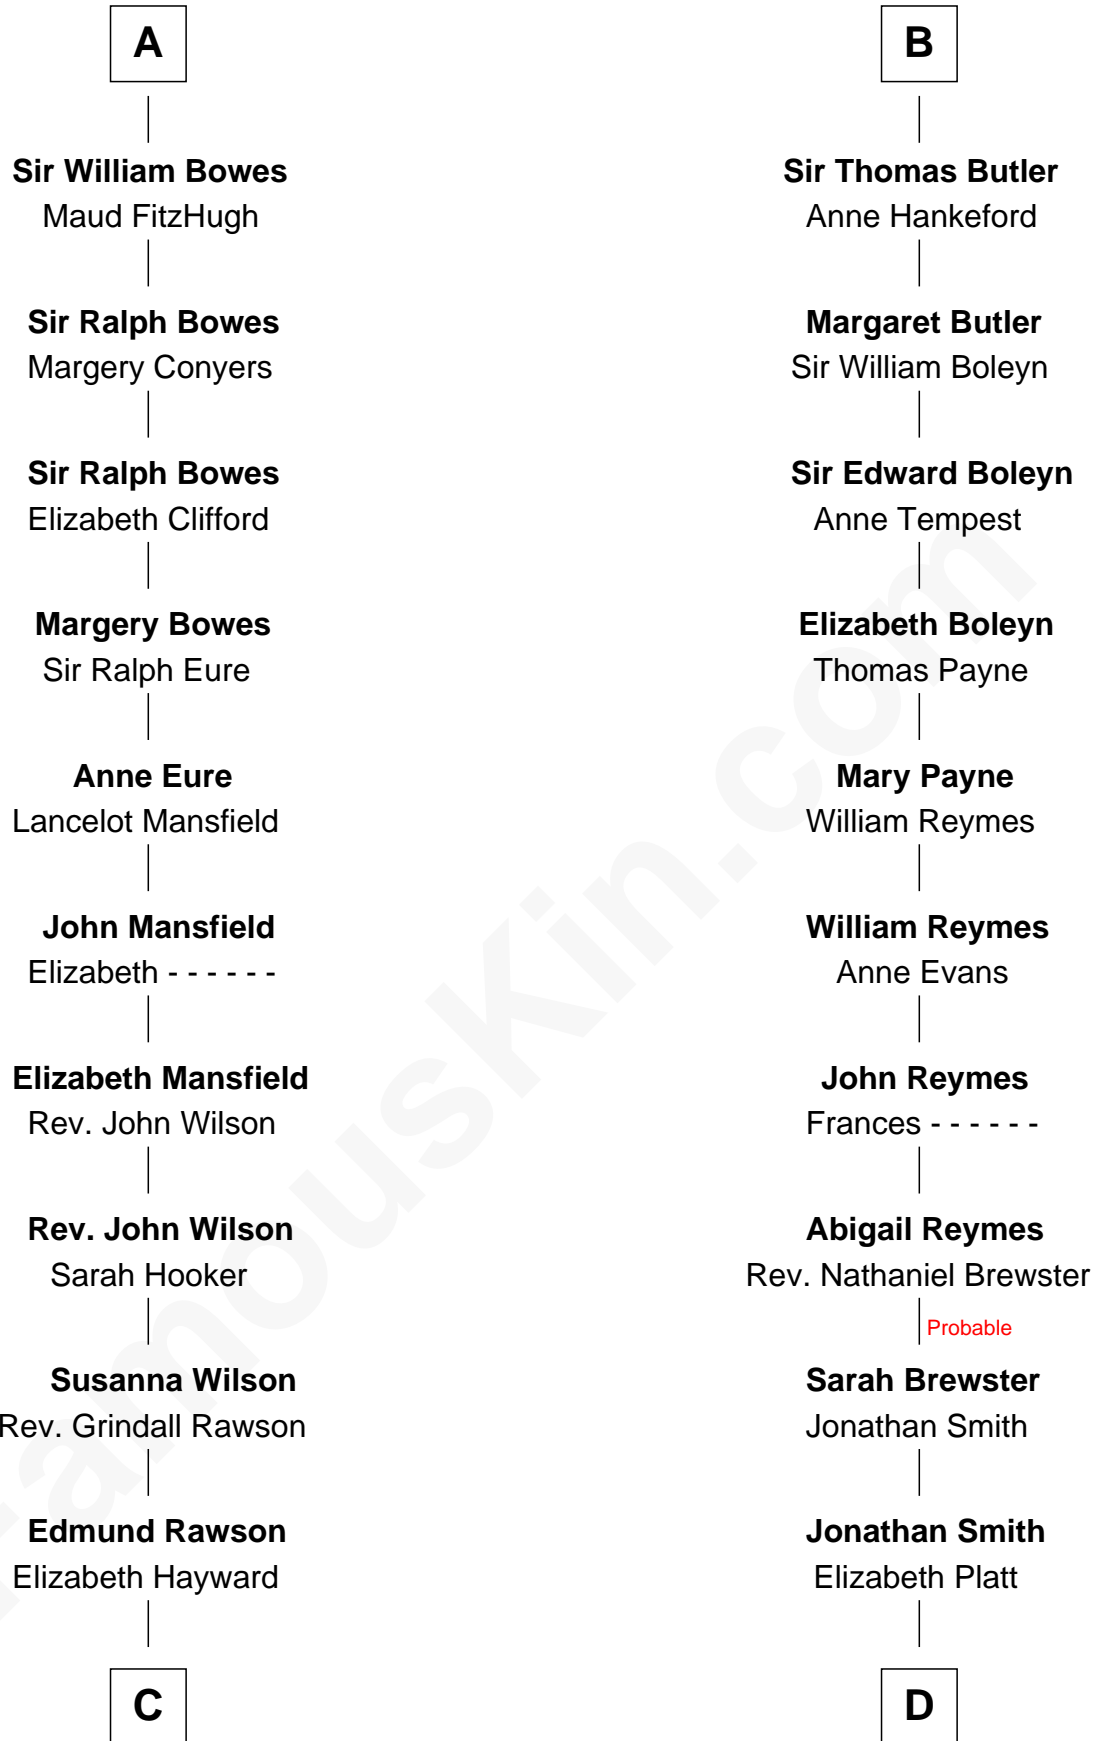 A
Sir William Bowes
Maud FitzHugh
Sir Ralph Bowes
Margery Conyers
Sir Ralph Bowes
Elizabeth Clifford
Margery Bowes
Sir Ralph Eure
Anne Eure
Lancelot Mansfield
John Mansfield
Elizabeth - - - - - -
Elizabeth Mansfield
Rev. John Wilson
Rev. John Wilson
Sarah Hooker
Susanna Wilson
Rev. Grindall Rawson
Edmund Rawson
Elizabeth Hayward
C
B
Sir Thomas Butler
Anne Hankeford
Margaret Butler
Sir William Boleyn
Sir Edward Boleyn
Anne Tempest
Elizabeth Boleyn
Thomas Payne
Mary Payne
William Reymes
William Reymes
Anne Evans
John Reymes
Frances - - - - - -
Abigail Reymes
Rev. Nathaniel Brewster
Probable
Sarah Brewster
Jonathan Smith
Jonathan Smith
Elizabeth Platt
D
FamousKin.com